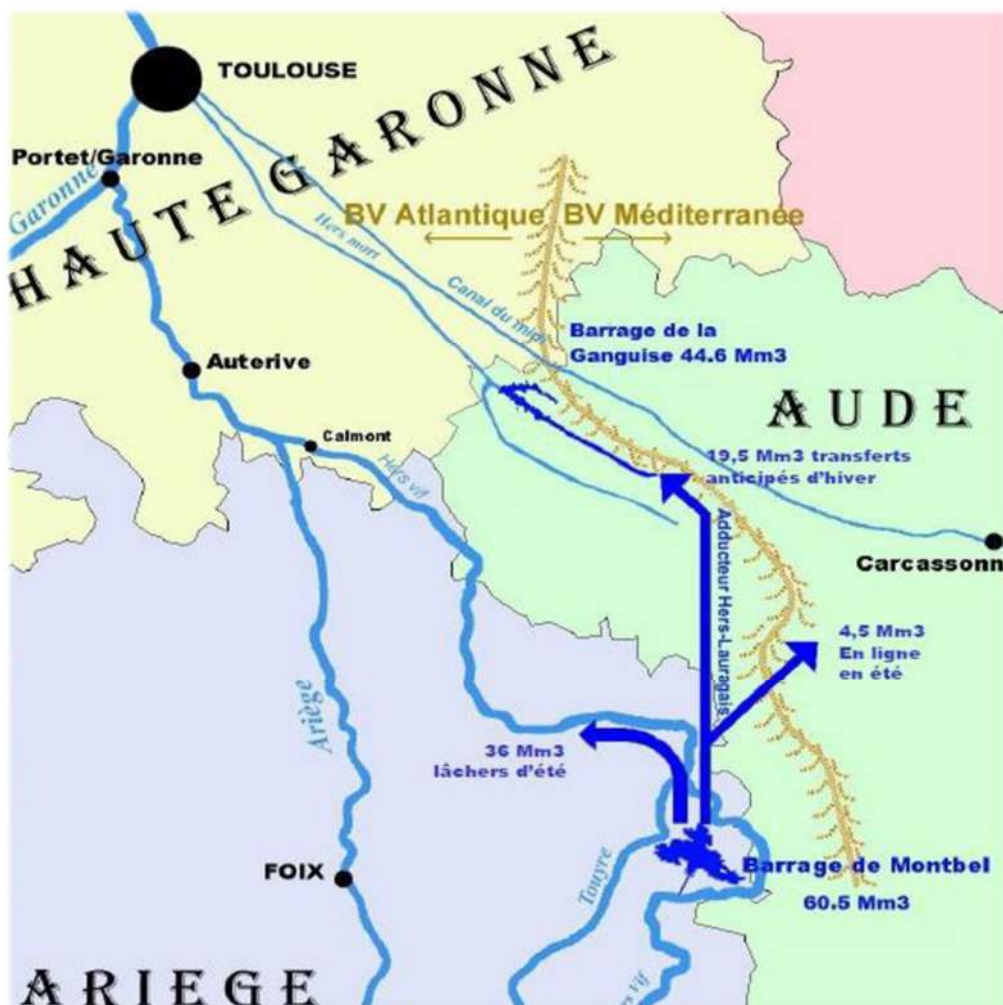 TOULOUSE
HAUTE GARONNE
Portet/Garonne
Garonne
BV Atlantique
BV Méditerranée
Hers mort
Canal du midi
Barrage de la
Ganguise 44.6 Mm3
Auterive
AUDE
Calmont
Hers vif
19,5 Mm3 transferts
anticipés d'hiver
Adducteur Hers-Lauragais
Carcassonn
4,5 Mm3
En ligne
en été
Ariège
36 Mm3
lâchers d'été
FOIX
Touyre
Barrage de Montbel
60.5 Mm3
ARIEGE
rs Vif